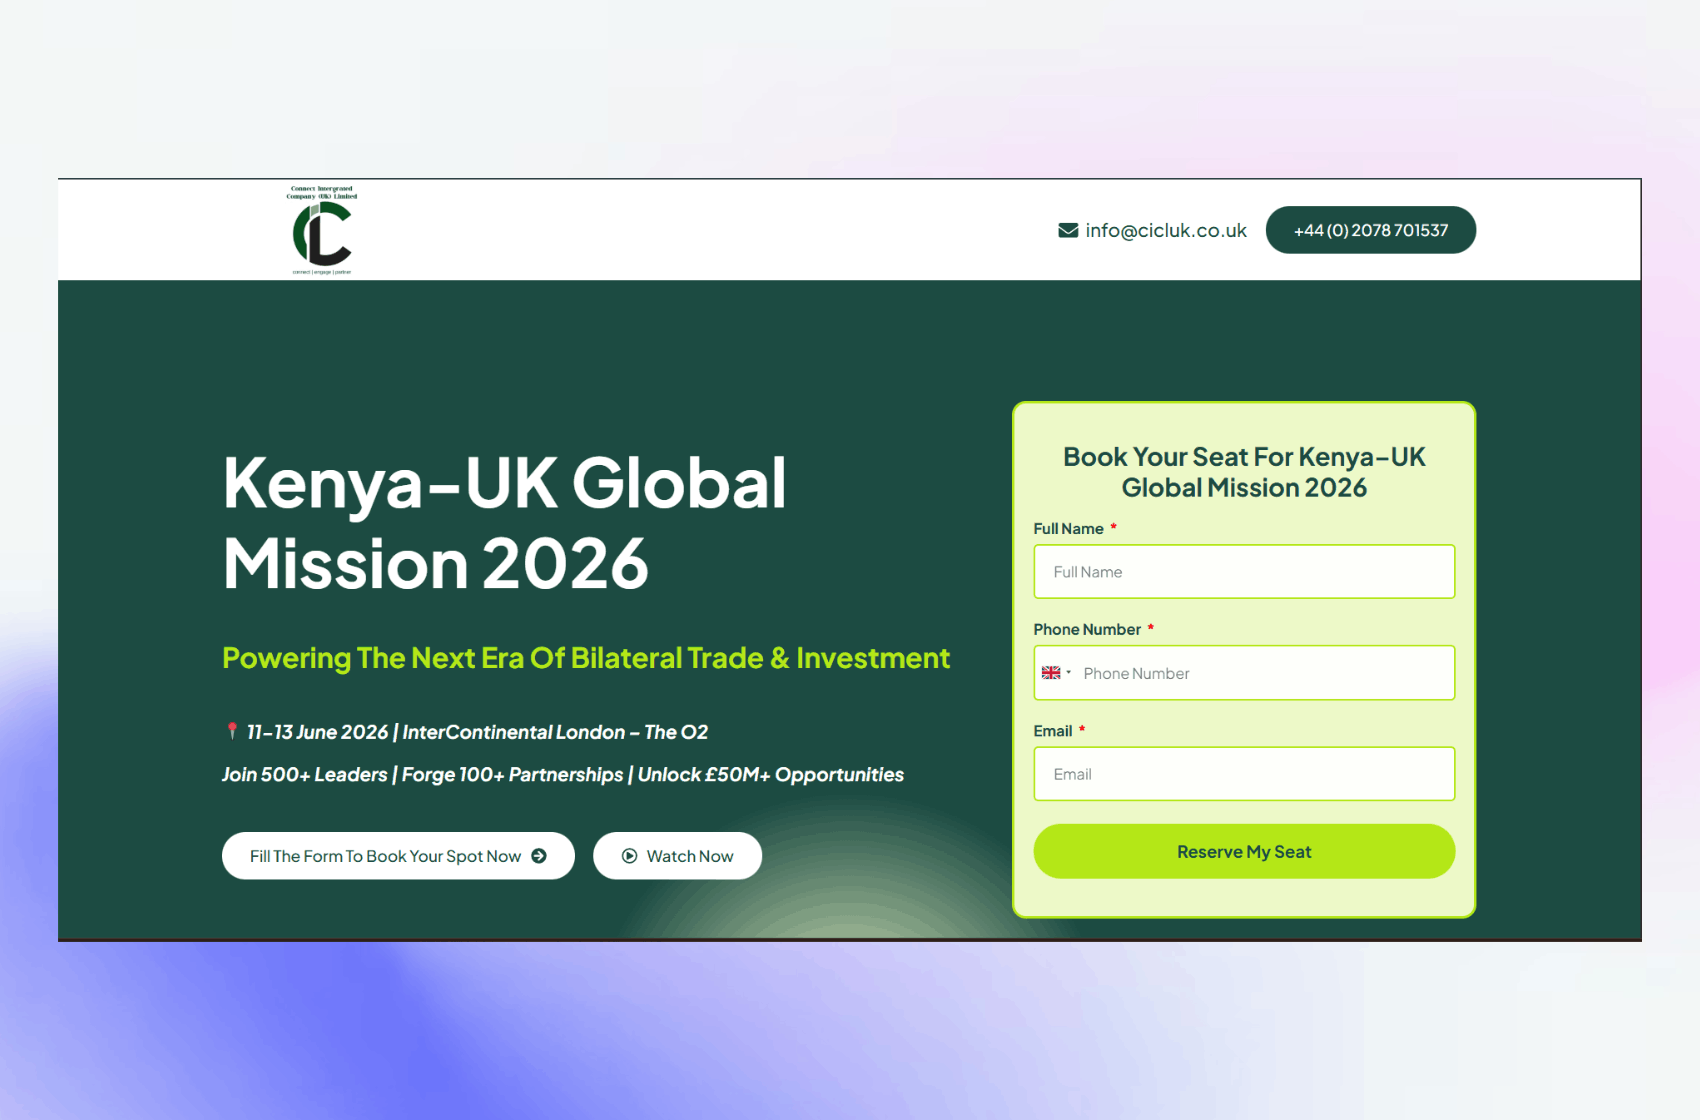 Connect Intergrated
Company (UK) Limited
connect | engage | partner
info@cicluk.co.uk
+44 (0) 2078 701537
Kenya–UK Global
Mission 2026
Powering The Next Era Of Bilateral Trade & Investment
11–13 June 2026 | InterContinental London – The O2
Join 500+ Leaders | Forge 100+ Partnerships | Unlock £50M+ Opportunities
Fill The Form To Book Your Spot Now
Watch Now
Book Your Seat For Kenya–UK
Global Mission 2026
Full Name *
Full Name
Phone Number *
Phone Number
Email *
Email
Reserve My Seat